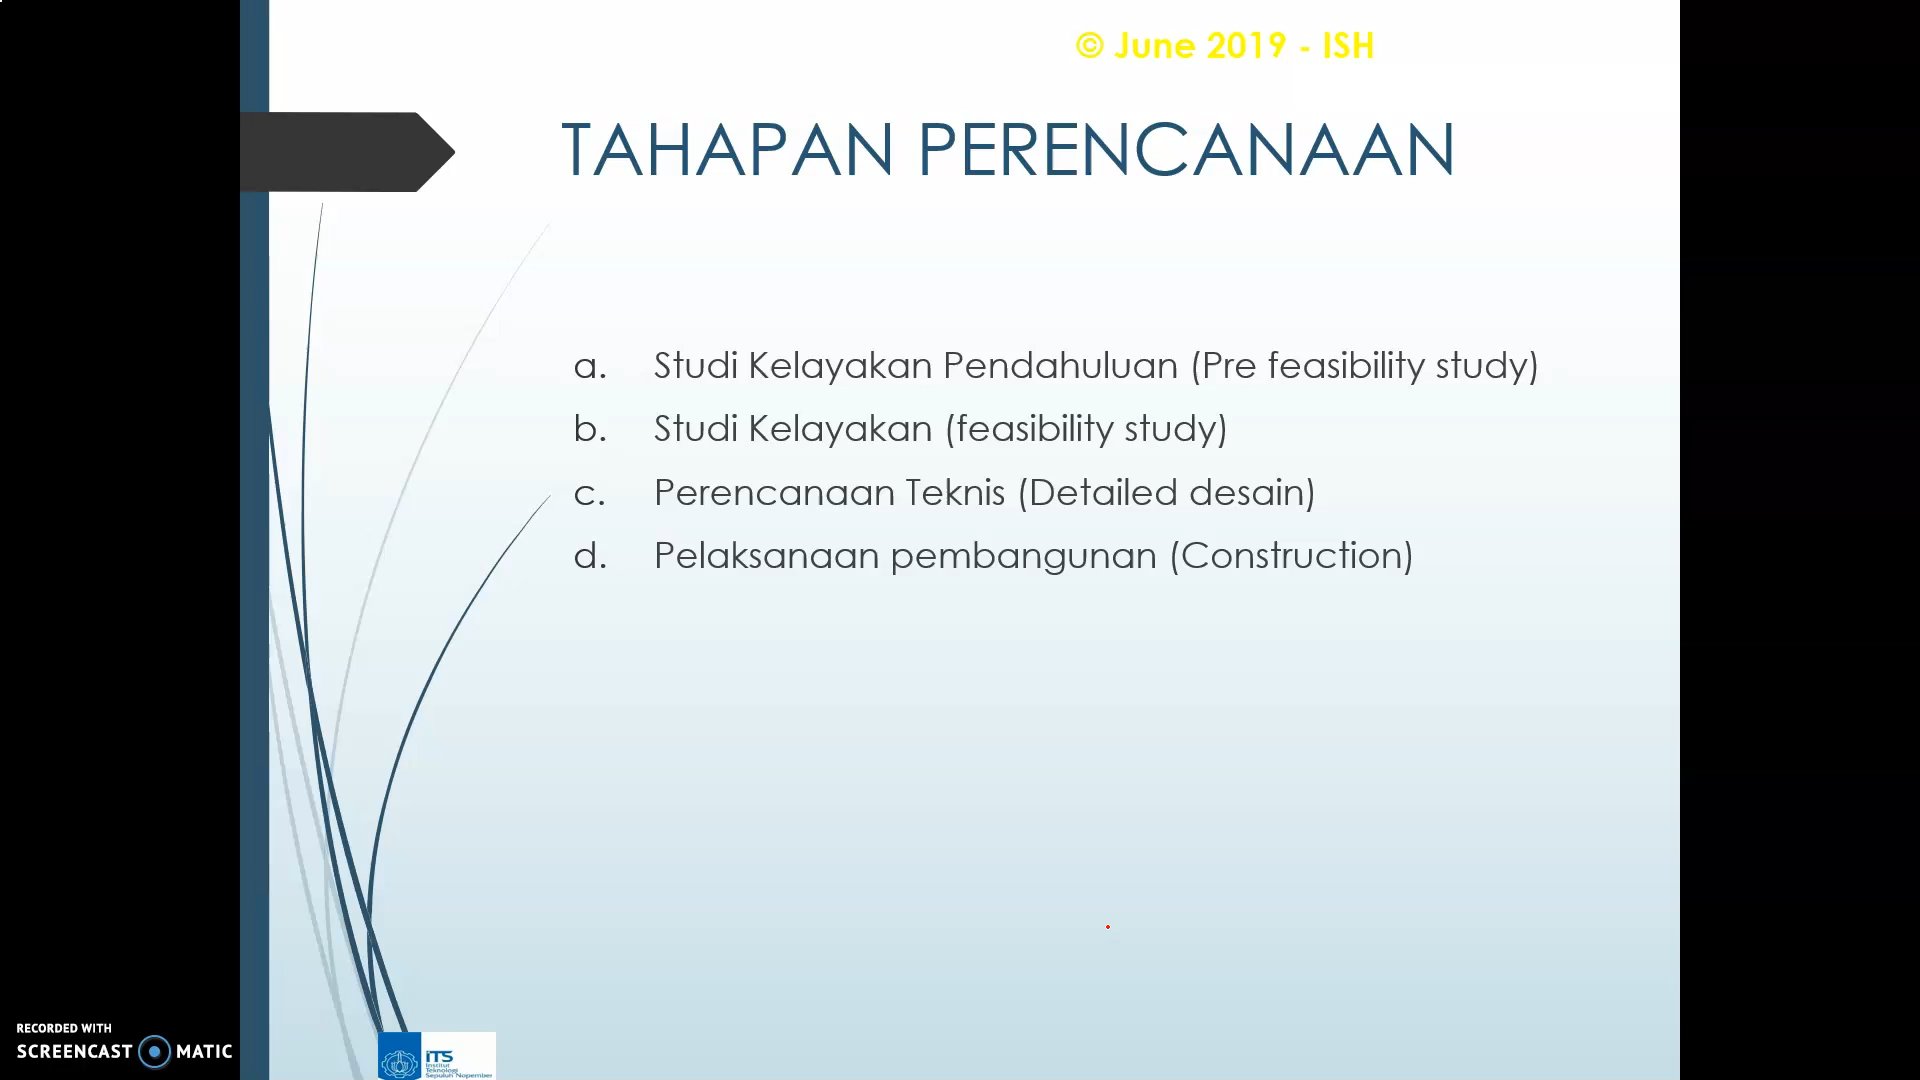 © June 2019 - ISH
TAHAPAN PERENCANAAN
a. Studi Kelayakan Pendahuluan (Pre feasibility study)
b. Studi Kelayakan (feasibility study)
c. Perencanaan Teknis (Detailed desain)
d. Pelaksanaan pembangunan (Construction)
RECORDED WITH
SCREENCAST MATIC
ITS
Institut
Teknologi
Sepuluh Nopember